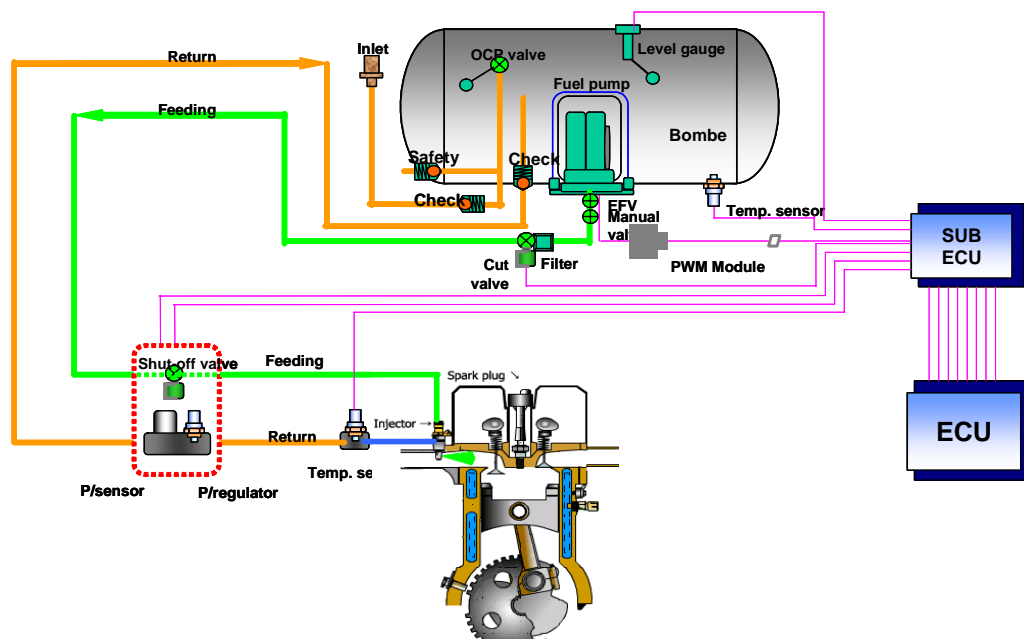 Inlet
Return
OCP valve
Level gauge
Fuel pump
Feeding
Bombe
Safety
Check
Check
EFV
Manual
Temp. sensor
SUB
ECU
PWM Module
Cut
valve
Filter
Shut off valve
Feeding
Spark plug
Injector
Return
Temp. se
P/sensor
P/regulator
ECU